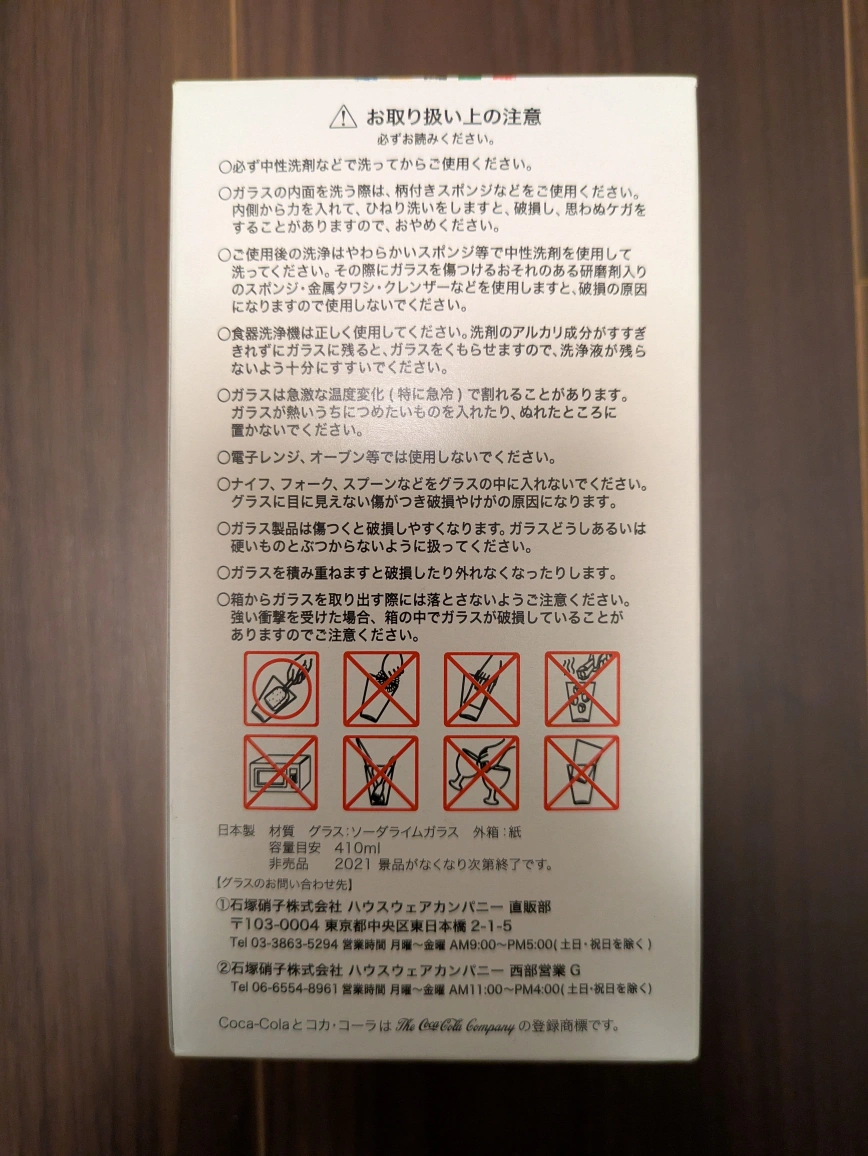 お取り扱い上の注意
必ずお読みください。
○必ず中性洗剤などで洗ってからご使用ください。
○ガラスの内面を洗う際は、柄付きスポンジなどをご使用ください。
内側から力を入れて、ひねり洗いをしますと、破損し、思わぬケガを
することがありますので、おやめください。
○ご使用後の洗浄はやわらかいスポンジ等で中性洗剤を使用して
洗ってください。その際にガラスを傷つけるおそれのある研磨剤入り
のスポンジ・金属タワシ・クレンザーなどを使用しますと、破損の原因
になりますので使用しないでください。
○食器洗浄機は正しく使用してください。洗剤のアルカリ成分がすすぎ
きれずにガラスに残ると、ガラスをくもらせますので、洗浄液が残ら
ないよう十分にすすいでください。
○ガラスは急激な温度変化(特に急冷)で割れることがあります。
ガラスが熱いうちにつめたいものを入れたり、ぬれたところに
置かないでください。
○電子レンジ、オーブン等では使用しないでください。
○ナイフ、フォーク、スプーンなどをグラスの中に入れないでください。
グラスに目に見えない傷がつき破損やけがの原因になります。
○ガラス製品は傷つくと破損しやすくなります。ガラスどうしあるいは
硬いものとぶつからないように扱ってください。
○ガラスを積み重ねますと破損したり外れなくなったりします。
○箱からガラスを取り出す際には落とさないようご注意ください。
強い衝撃を受けた場合、箱の中でガラスが破損していることが
ありますのでご注意ください。
日本製 材質 グラス:ソーダライムガラス 外箱:紙
容量目安 410ml
非売品 2021 景品がなくなり次第終了です。
【グラスのお問い合わせ先】
①石塚硝子株式会社 ハウスウェアカンパニー 直販部
〒103-0004 東京都中央区東日本橋 2-1-5
Tel 03-3863-5294 営業時間 月曜～金曜 AM9:00～PM5:00(土日・祝日を除く)
②石塚硝子株式会社 ハウスウェアカンパニー 西部営業 G
Tel 06-6554-8961 営業時間 月曜～金曜 AM11:00～PM4:00(土日・祝日を除く)
Coca-Colaとコカ・コーラは The Coca-Cola Company の登録商標です。